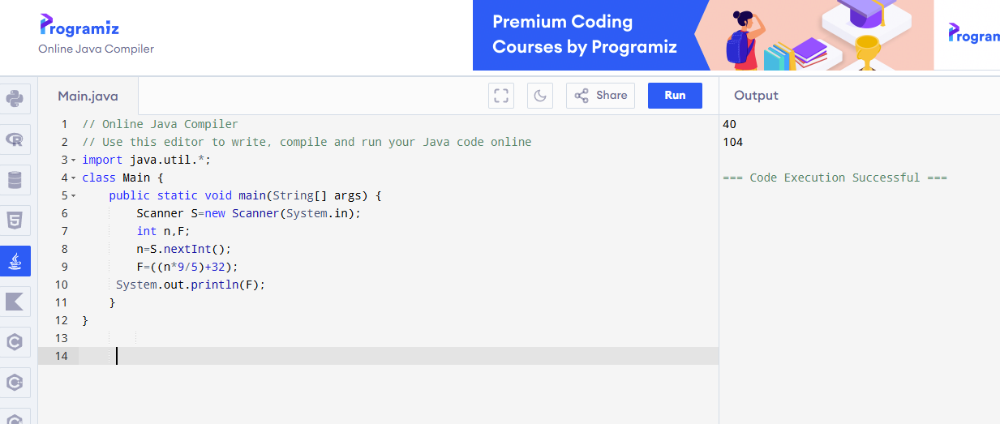 Programiz
Online Java Compiler
Premium Coding
Courses by Programiz
Program
Main.java
Share
Run
Output
1 // Online Java Compiler
2 // Use this editor to write, compile and run your Java code online
3 import java.util.*;
4 class Main {
5 public static void main(String[] args) {
6 Scanner S=new Scanner(System.in);
7 int n,F;
8 n=S.nextInt();
9 F=((n*9/5)+32);
10 System.out.println(F);
11 }
12 }
13
14
40
104
=== Code Execution Successful ===